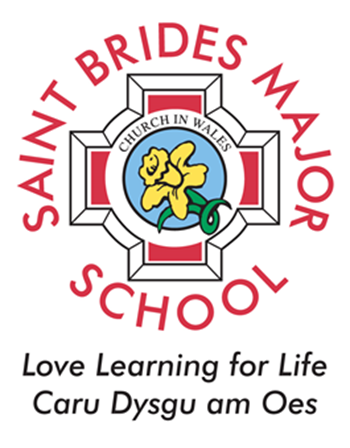 SAINT BRIDES MAJOR
SCHOOL
CHURCH IN WALES
Love Learning for Life
Caru Dysgu am Oes